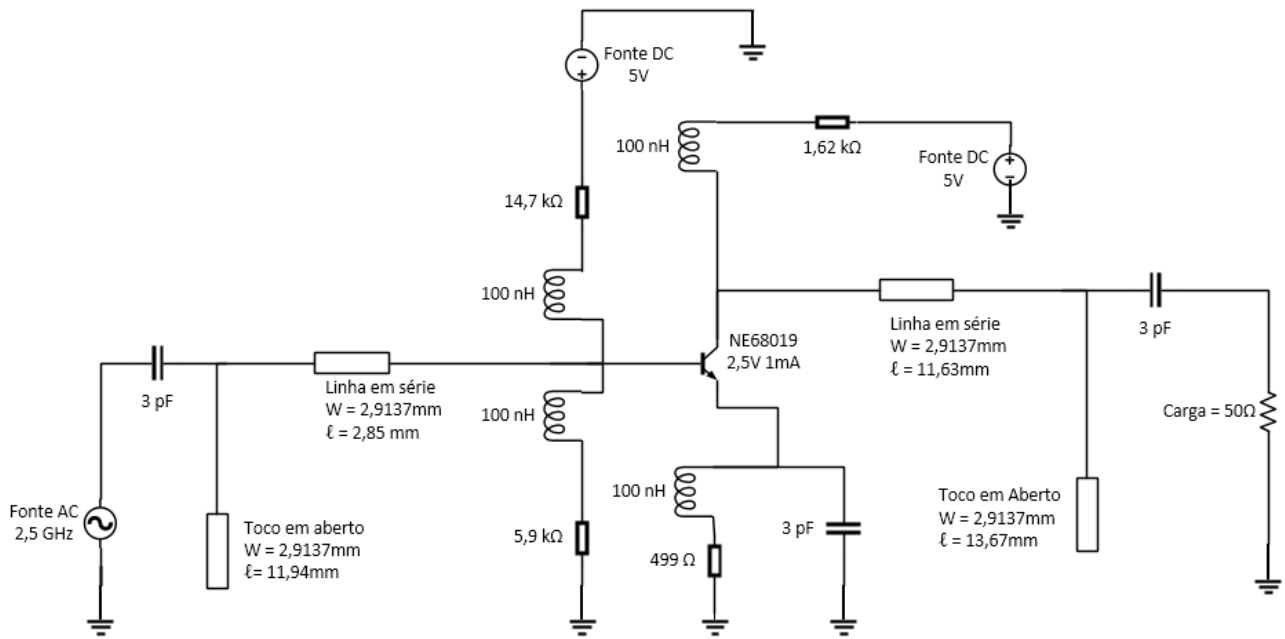 Fonte DC
5V
100 nH
1,62 kΩ
Fonte DC
5V
14,7 kΩ
100 nH
3 pF
Linha em série
W = 2,9137mm
ℓ = 2,85 mm
100 nH
NE68019
2,5V 1mA
Linha em série
W = 2,9137mm
ℓ = 11,63mm
3 pF
Carga = 50Ω
Fonte AC
2,5 GHz
Toco em aberto
W = 2,9137mm
ℓ= 11,94mm
5,9 kΩ
100 nH
499 Ω
3 pF
Toco em Aberto
W = 2,9137mm
ℓ = 13,67mm